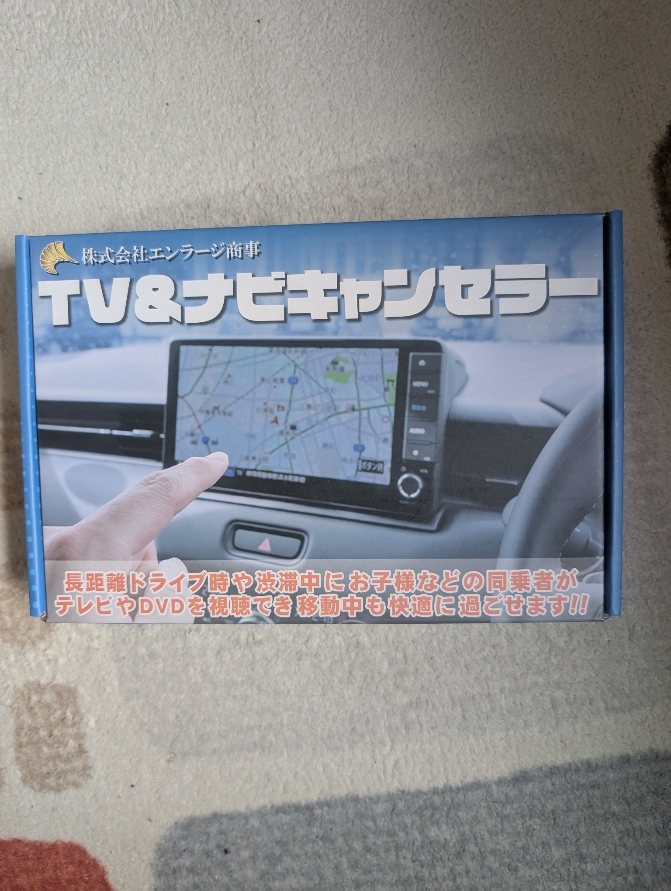 株式会社エンラージ商事
TV&ナビキャンセラー
MENU
AUDIO
長距離ドライブ時や渋滞中にお子様などの同乗者が
テレビやDVDを視聴でき移動中も快適に過ごせます!!